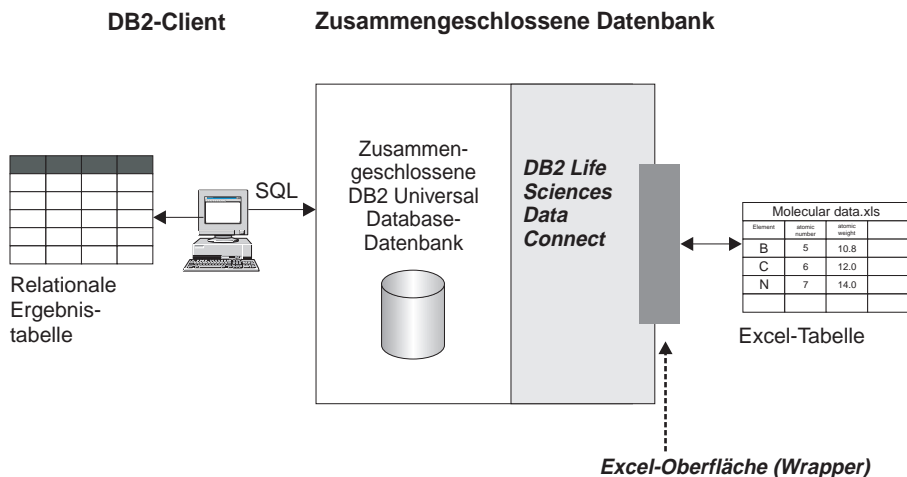 DB2-Client
Zusammengeschlossene Datenbank
Zusammen-
geschlossene
DB2 Universal
Database-
Datenbank
DB2 Life
Sciences
Data
Connect
SQL
Relationale
Ergebnis-
tabelle
Molecular data.xls
Element atomic number atomic weight
B 5 10.8
C 6 12.0
N 7 14.0
Excel-Tabelle
Excel-Oberfläche (Wrapper)